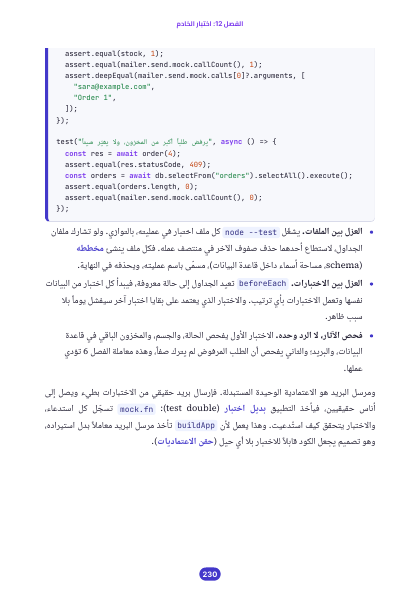 الفصل 12: اختبار الخادم
assert.equal(stock, 1);
assert.equal(mailer.send.mock.callCount(), 1);
assert.deepEqual(mailer.send.mock.calls[0]?.arguments, [
"sara@example.com",
"Order 1",
]);
});
test("يرفض طلباً أكبر من المخزون، ولا يغيّر شيئاً", async () => {
const res = await order(4);
assert.equal(res.statusCode, 409);
const orders = await db.selectFrom("orders").selectAll().execute();
assert.equal(orders.length, 0);
assert.equal(mailer.send.mock.callCount(), 0);
});
• العزل بين الملفات. يشغّل node --test كل ملف اختبار في عمليته، بالتوازي. ولو تشارك ملفان
الجداول، لاستطاع أحدهما حذف صفوف الآخر في منتصف عمله. فكل ملف ينشئ مخططه
(schema، مساحة أسماء داخل قاعدة البيانات)، مسمّى باسم عمليته، ويحذفه في النهاية.
• العزل بين الاختبارات. beforeEach تعيد الجداول إلى حالة معروفة، فيبدأ كل اختبار من البيانات
نفسها وتعمل الاختبارات بأي ترتيب. والاختبار الذي يعتمد على بقايا اختبار آخر سيفشل يوماً بلا
سبب ظاهر.
• فحص الآثار، لا الرد وحده. الاختبار الأول يفحص الحالة، والجسم، والمخزون الباقي في قاعدة
البيانات، والبريد؛ والثاني يفحص أن الطلب المرفوض لم يترك صفاً، وهذه معاملة الفصل 6 تؤدي
عملها.
ومرسل البريد هو الاعتمادية الوحيدة المستبدلة. فإرسال بريد حقيقي من الاختبارات بطيء ويصل إلى
أناس حقيقيين، فيأخذ التطبيق بديل اختبار (test double): mock.fn تسجّل كل استدعاء،
والاختبار يتحقق كيف استُدعيت. وهذا يعمل لأن buildApp تأخذ مرسل البريد معاملاً بدل استيراده،
وهو تصميم يجعل الكود قابلاً للاختبار بلا أي حيل (حقن الاعتماديات).
230